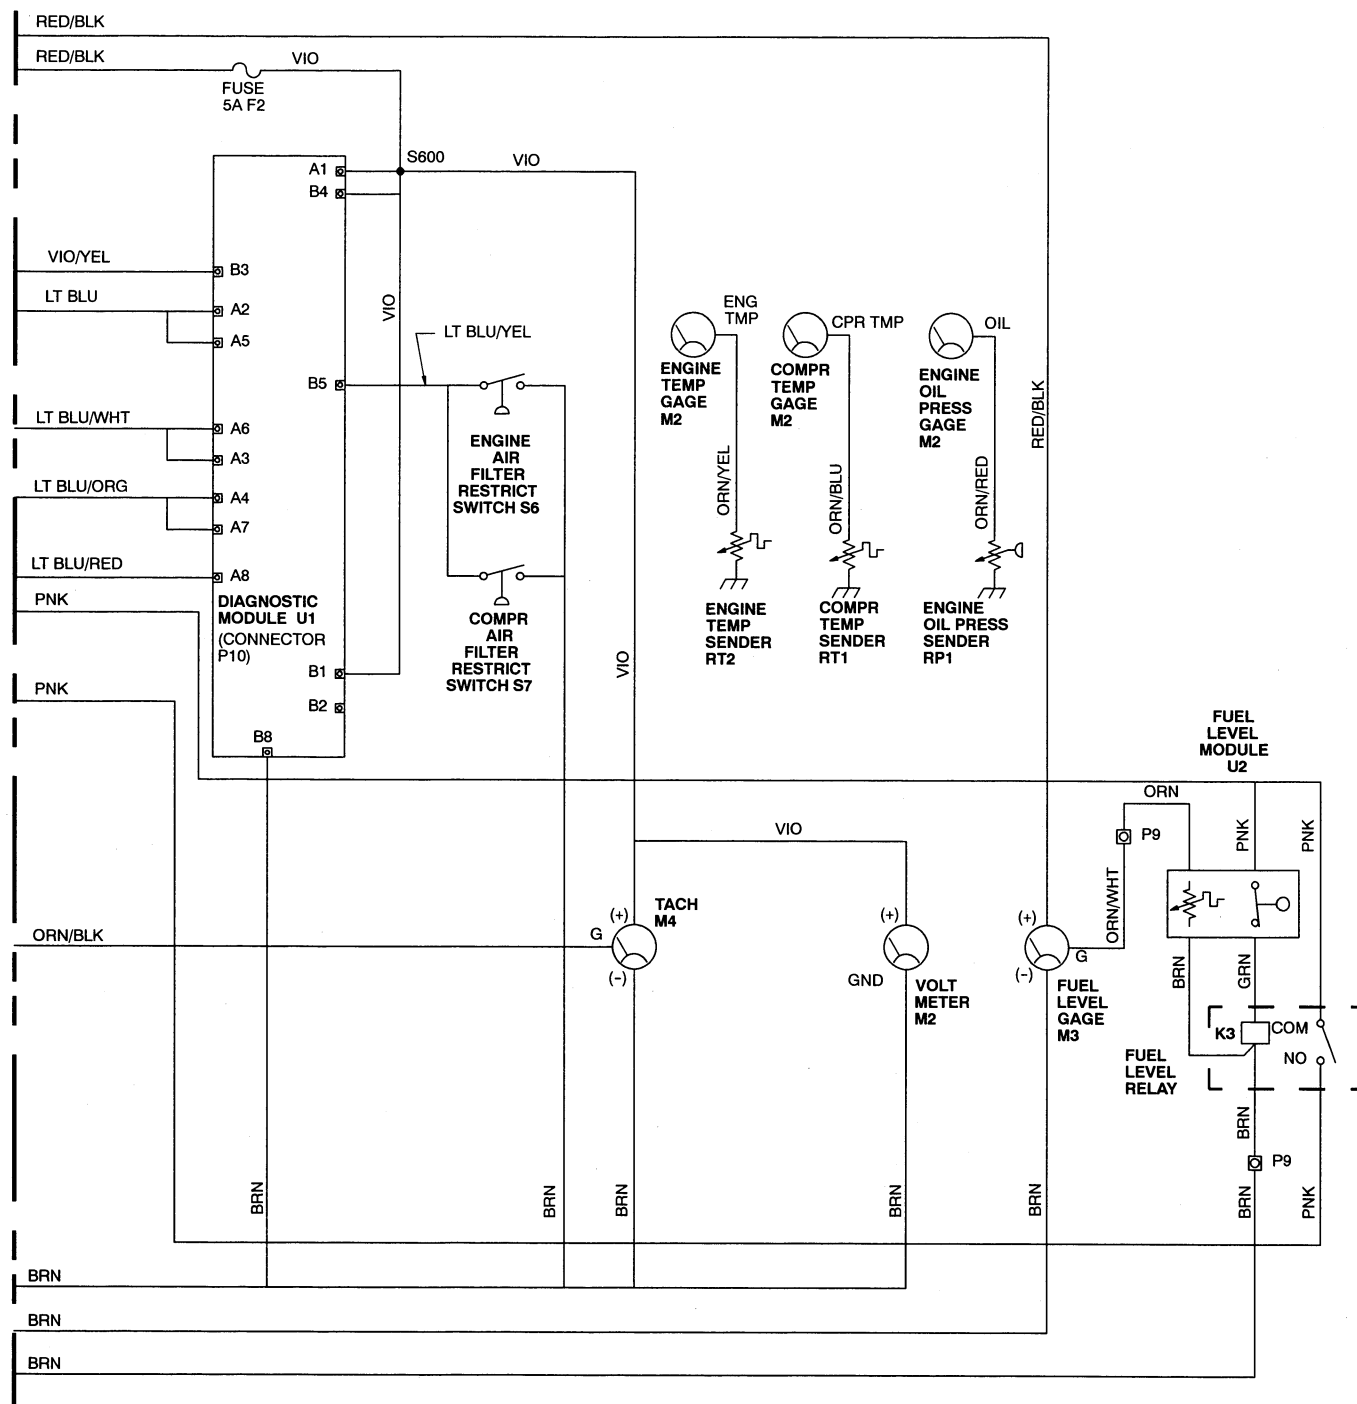 RED/BLK
RED/BLK
VIO
FUSE
5A F2
S600
VIO
A1
B4
VIO/YEL
B3
LT BLU
A2
A5
VIO
LT BLU/YEL
B5
LT BLU/WHT
A6
A3
LT BLU/ORG
A4
A7
LT BLU/RED
A8
PNK
DIAGNOSTIC
MODULE U1
(CONNECTOR
P10)
B1
B2
PNK
B8
ENGINE
AIR
FILTER
RESTRICT
SWITCH S6
COMPR
AIR
FILTER
RESTRICT
SWITCH S7
ENG
TMP
ENGINE
TEMP
GAGE
M2
ORN/YEL
ENGINE
TEMP
SENDER
RT2
CPR TMP
COMPR
TEMP
GAGE
M2
ORN/BLU
COMPR
TEMP
SENDER
RT1
OIL
ENGINE
OIL
PRESS
GAGE
M2
ORN/RED
ENGINE
OIL PRESS
SENDER
RP1
RED/BLK
VIO
FUEL
LEVEL
MODULE
U2
ORN
P9
PNK
PNK
VIO
ORN/WHT
ORN/BLK
G
(+)
TACH
M4
(−)
(+)
GND
VOLT
METER
M2
(+)
G
(−)
FUEL
LEVEL
GAGE
M3
BRN
GRN
K3
COM
NO
FUEL
LEVEL
RELAY
BRN
P9
BRN
BRN
BRN
BRN
BRN
BRN
PNK
BRN
BRN
BRN